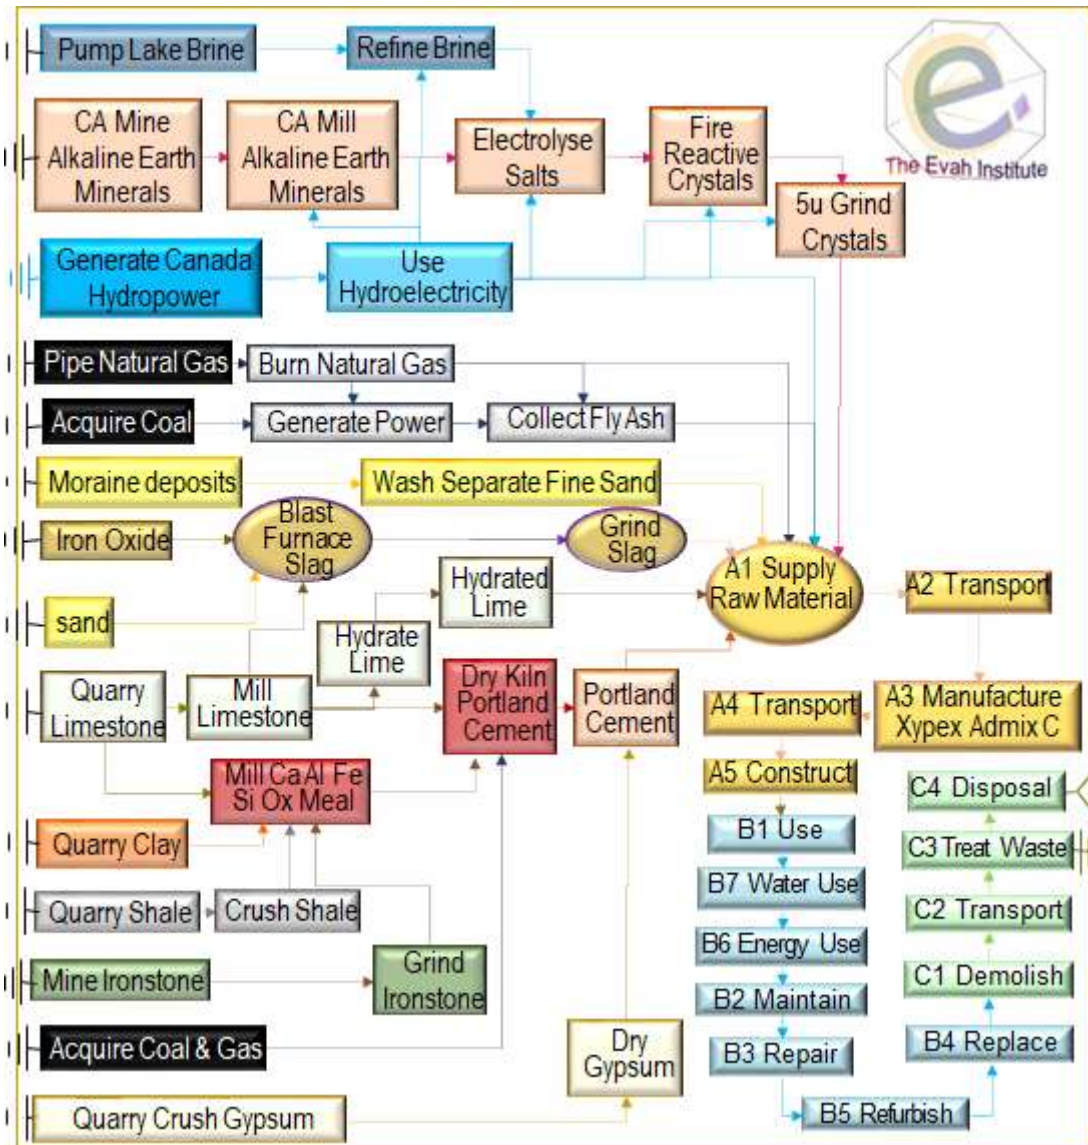 Pump Lake Brine
Refine Brine
CA Mine
Alkaline Earth
Minerals
CA Mill
Alkaline Earth
Minerals
Electrolyse
Salts
Fire
Reactive
Crystals
e
The Evah Institute
5u Grind
Crystals
Generate Canada
Hydropower
Use
Hydroelectricity
Pipe Natural Gas
Burn Natural Gas
Acquire Coal
Generate Power
Collect Fly Ash
Moraine deposits
Wash Separate Fine Sand
Iron Oxide
Blast
Furnace
Slag
Grind
Slag
Hydrated
Lime
A1 Supply
Raw Material
A2 Transport
sand
Hydrate
Lime
Quarry
Limestone
Mill
Limestone
Dry Kiln
Portland
Cement
Portland
Cement
A4 Transport
A3 Manufacture
Xypex Admix C
Mill Ca Al Fe
Si Ox Meal
A5 Construct
C4 Disposal
Quarry Clay
B1 Use
C3 Treat Waste
B7 Water Use
Quarry Shale
Crush Shale
C2 Transport
B6 Energy Use
Mine Ironstone
Grind
Ironstone
C1 Demolish
B2 Maintain
Acquire Coal & Gas
Dry
Gypsum
B3 Repair
B4 Replace
Quarry Crush Gypsum
B5 Refurbish